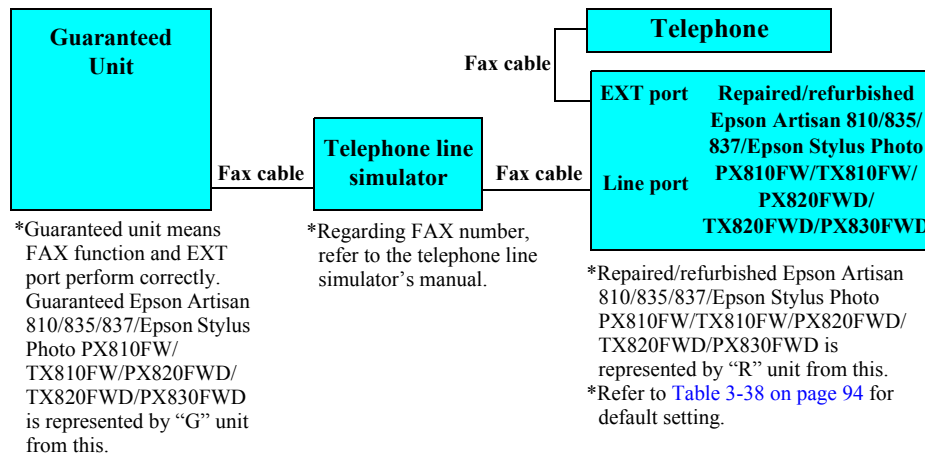 Guaranteed
Unit
Fax cable
Telephone line
simulator
Fax cable
Fax cable
Telephone
EXT port
Line port
Repaired/refurbished
Epson Artisan 810/835/
837/Epson Stylus Photo
PX810FW/TX810FW/
PX820FWD/
TX820FWD/PX830FWD
*Guaranteed unit means
FAX function and EXT
port perform correctly.
Guaranteed Epson Artisan
810/835/837/Epson Stylus
Photo PX810FW/
TX810FW/PX820FWD/
TX820FWD/PX830FWD
is represented by “G” unit
from this.
*Regarding FAX number,
refer to the telephone line
simulator’s manual.
*Repaired/refurbished Epson Artisan
810/835/837/Epson Stylus Photo
PX810FW/TX810FW/PX820FWD/
TX820FWD/PX830FWD is
represented by “R” unit from this.
*Refer to Table 3-38 on page 94 for
default setting.